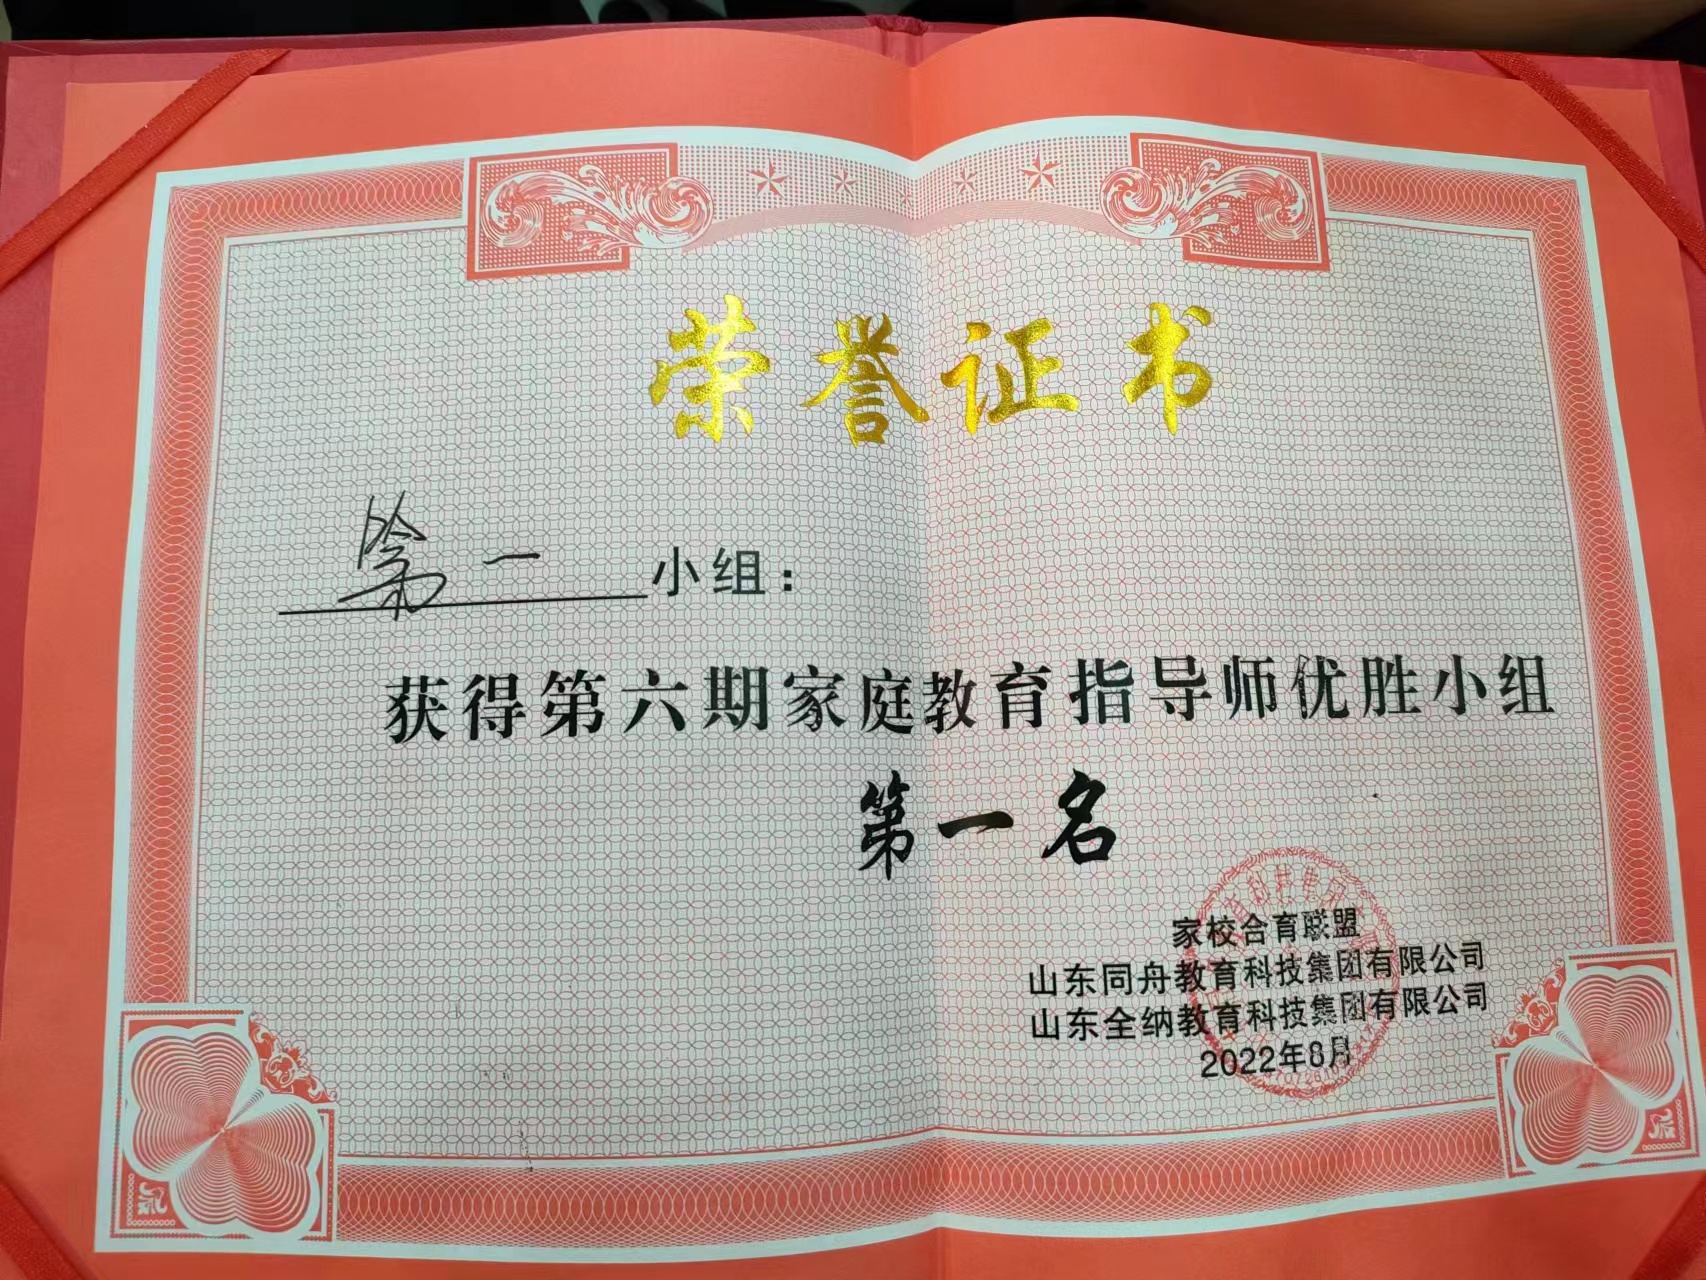 荣誉证书
第一小组：
获得第六期家庭教育指导师优胜小组
第一名
家校合育联盟
山东同舟教育科技集团有限公司
山东全纳教育科技集团有限公司
2022年8月